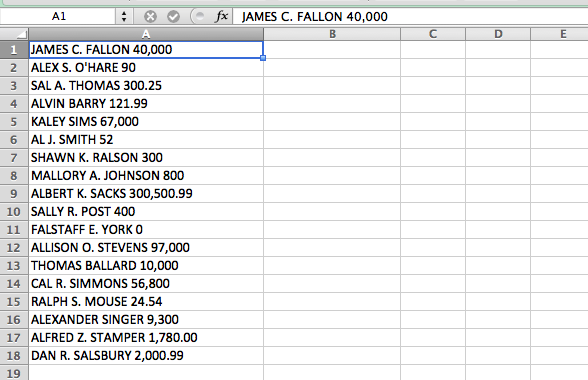 A1 fx JAMES C. FALLON 40,000
A B C D E
1 JAMES C. FALLON 40,000
2 ALEX S. O'HARE 90
3 SAL A. THOMAS 300.25
4 ALVIN BARRY 121.99
5 KALEY SIMS 67,000
6 AL J. SMITH 52
7 SHAWN K. RALSON 300
8 MALLORY A. JOHNSON 800
9 ALBERT K. SACKS 300,500.99
10 SALLY R. POST 400
11 FALSTAFF E. YORK 0
12 ALLISON O. STEVENS 97,000
13 THOMAS BALLARD 10,000
14 CAL R. SIMMONS 56,800
15 RALPH S. MOUSE 24.54
16 ALEXANDER SINGER 9,300
17 ALFRED Z. STAMPER 1,780.00
18 DAN R. SALSBURY 2,000.99
19